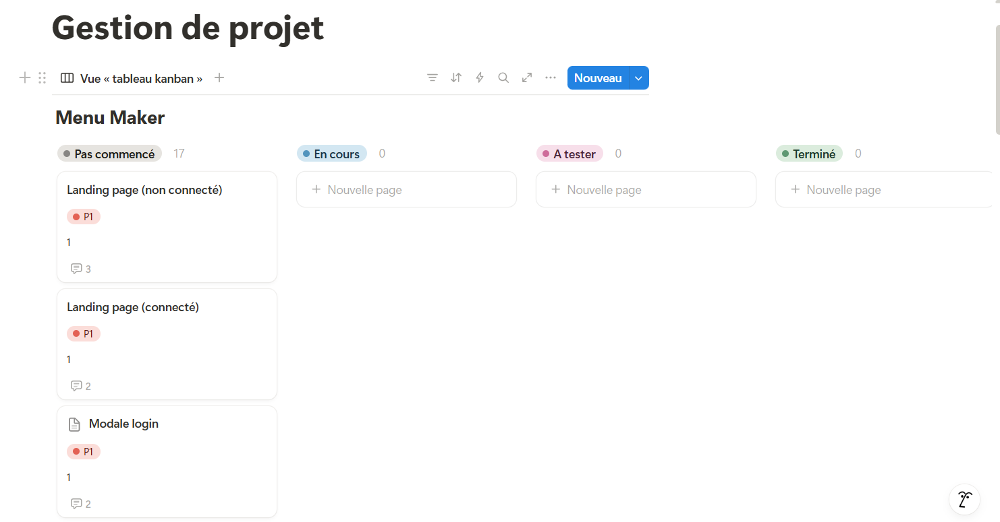 Gestion de projet
Vue « tableau kanban »
Nouveau
Menu Maker
Pas commencé 17
En cours 0
A tester 0
Terminé 0
Landing page (non connecté)
P1
1
3
Nouvelle page
Nouvelle page
Nouvelle page
Landing page (connecté)
P1
1
2
Modale login
P1
1
2